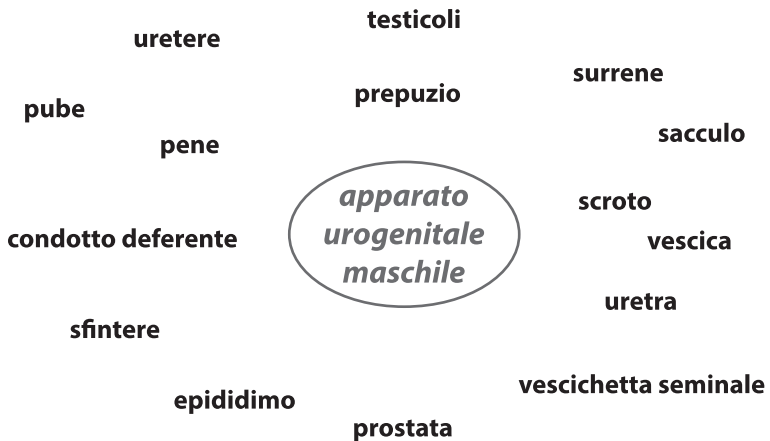 testicoli
uretere
surrene
prepuzio
pube
sacculo
pene
apparato
urogenitale
maschile
scroto
condotto deferente
vescica
uretra
sfintere
vescichetta seminale
epididimo
prostata